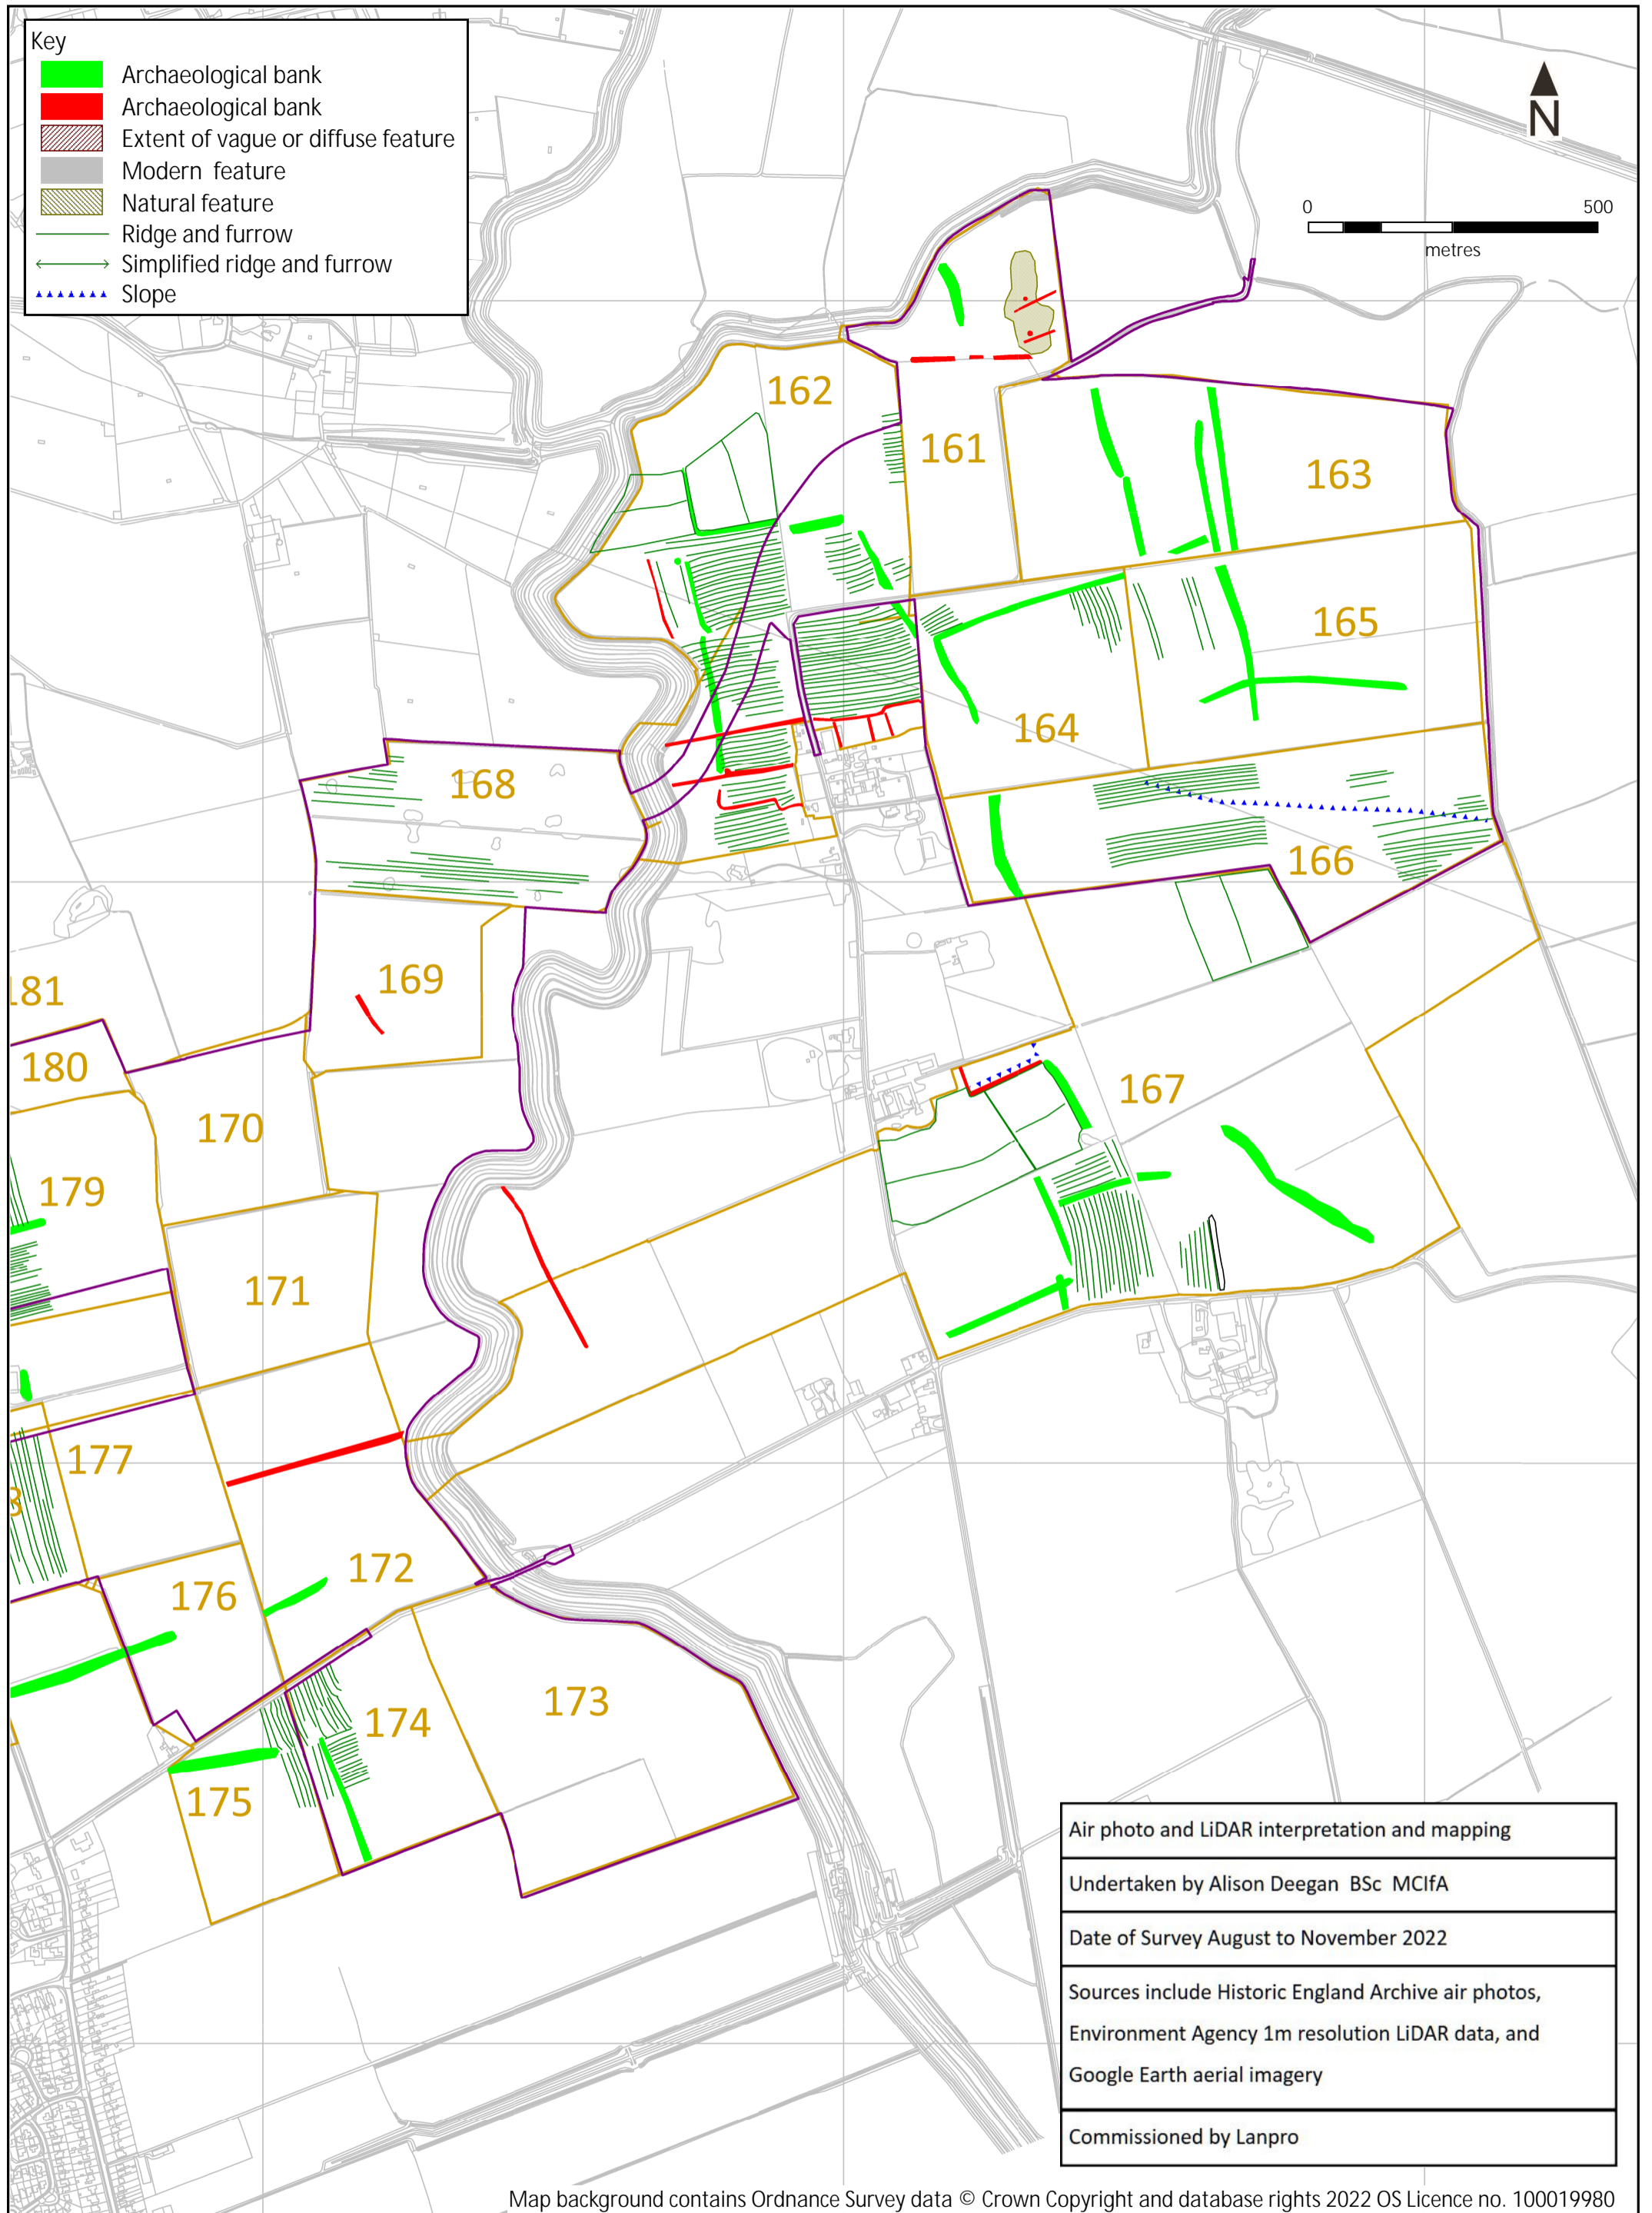 Key
Archaeological bank
Archaeological bank
Extent of vague or diffuse feature
Modern feature
Natural feature
Ridge and furrow
Simplified ridge and furrow
Slope
N
0 500
metres
162
161
163
165
164
168
166
169
181
180
167
170
179
171
177
3
172
176
173
174
175
Air photo and LiDAR interpretation and mapping
Undertaken by Alison Deegan BSc MCIfA
Date of Survey August to November 2022
Sources include Historic England Archive air photos,
Environment Agency 1m resolution LiDAR data, and
Google Earth aerial imagery
Commissioned by Lanpro
Map background contains Ordnance Survey data © Crown Copyright and database rights 2022 OS Licence no. 100019980